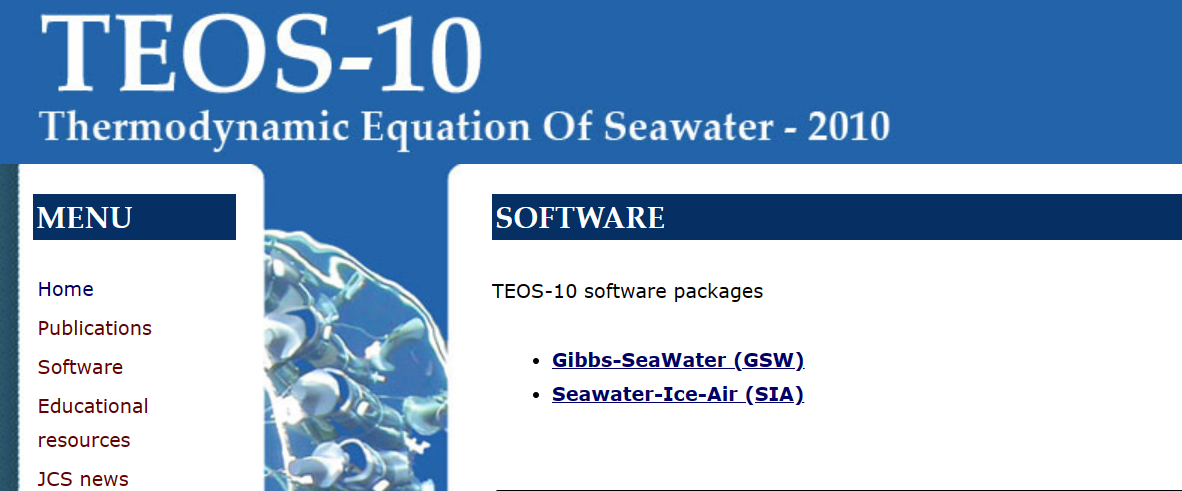 TEOS-10
Thermodynamic Equation Of Seawater - 2010
MENU
Home
Publications
Software
Educational
resources
JCS news
SOFTWARE
TEOS-10 software packages
• Gibbs-SeaWater (GSW)
• Seawater-Ice-Air (SIA)